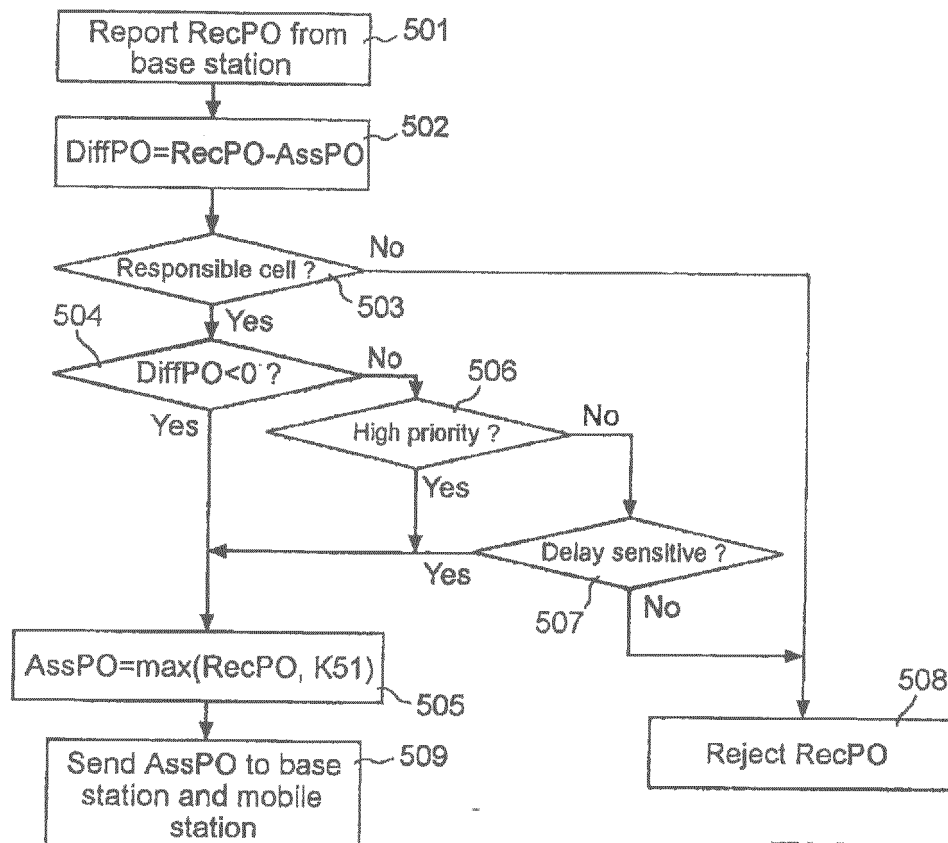 Report RecPO from
base station
501
502
DiffPO=RecPO-AssPO
Responsible cell ?
No
503
Yes
504
DiffPO<0 ?
No
Yes
506
High priority ?
No
Yes
Delay sensitive ?
Yes
507
No
AssPO=max(RecPO, K51)
505
508
Reject RecPO
Send AssPO to base
station and mobile
station
509